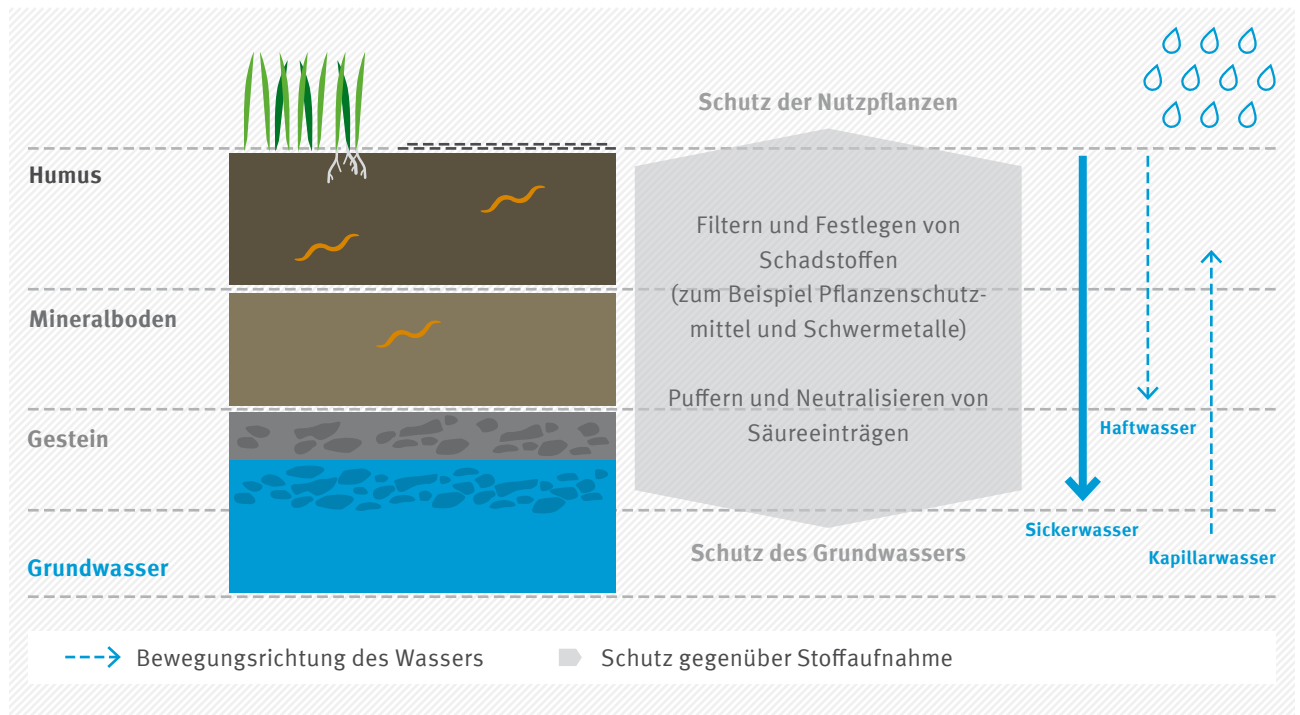 Schutz der Nutzpflanzen
Humus
Filtern und Festlegen von
Schadstoffen
(zum Beispiel Pflanzenschutz-
mittel und Schwermetalle)
Mineralboden
Puffern und Neutralisieren von
Säureeinträgen
Haftwasser
Gestein
Sickerwasser
Schutz des Grundwassers
Kapillarwasser
Grundwasser
Bewegungsrichtung des Wassers
Schutz gegenüber Stoffaufnahme